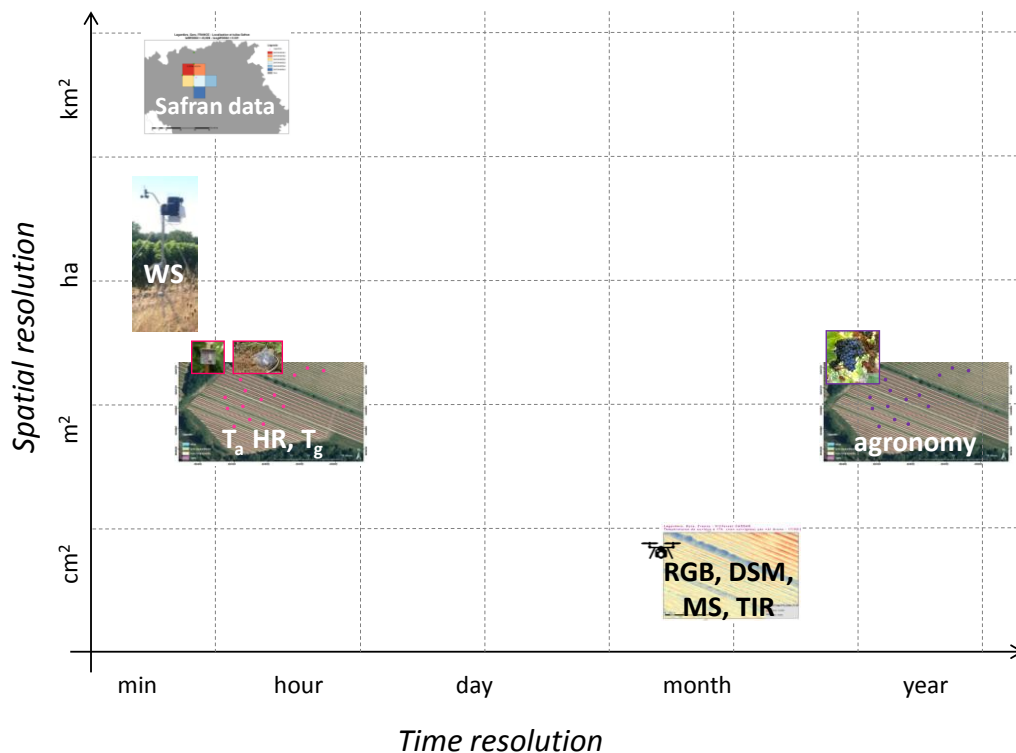 km²
Safran data
ha
WS
Spatial resolution
m²
Tₐ HR, T_g
agronomy
cm²
RGB, DSM,
MS, TIR
min hour day month year
Time resolution